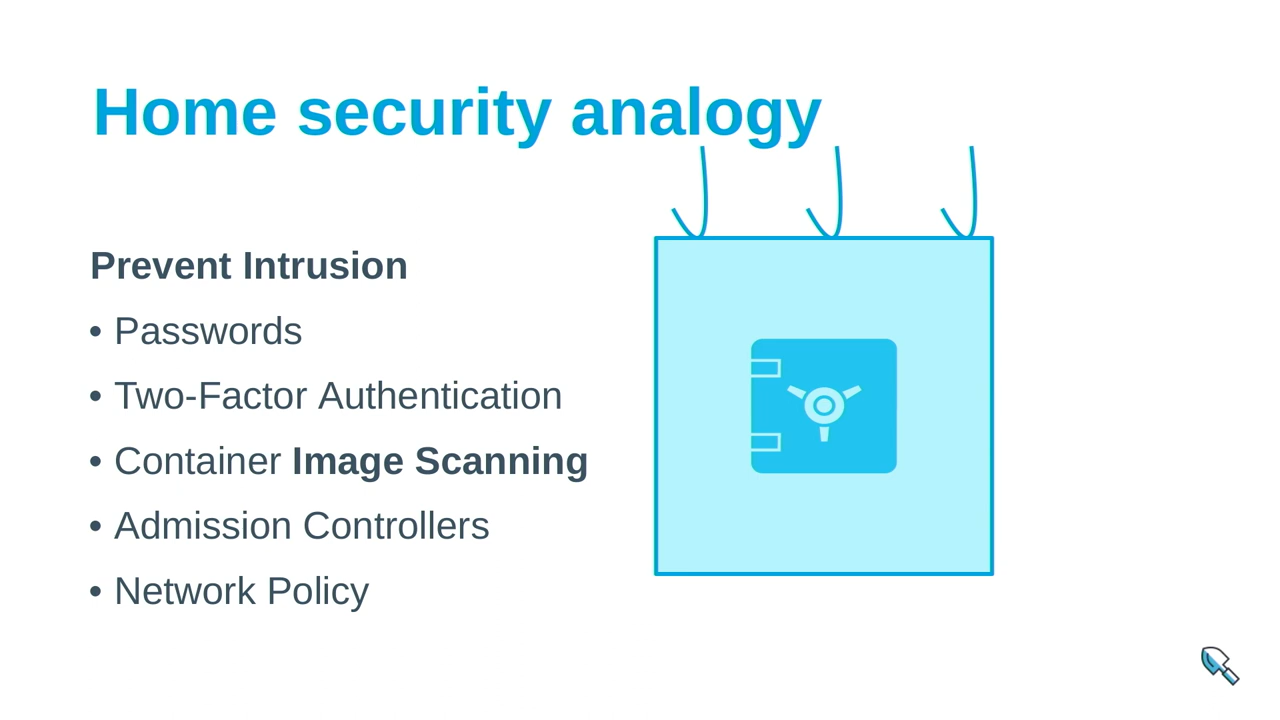 Home security analogy
Prevent Intrusion
• Passwords
• Two-Factor Authentication
• Container Image Scanning
• Admission Controllers
• Network Policy